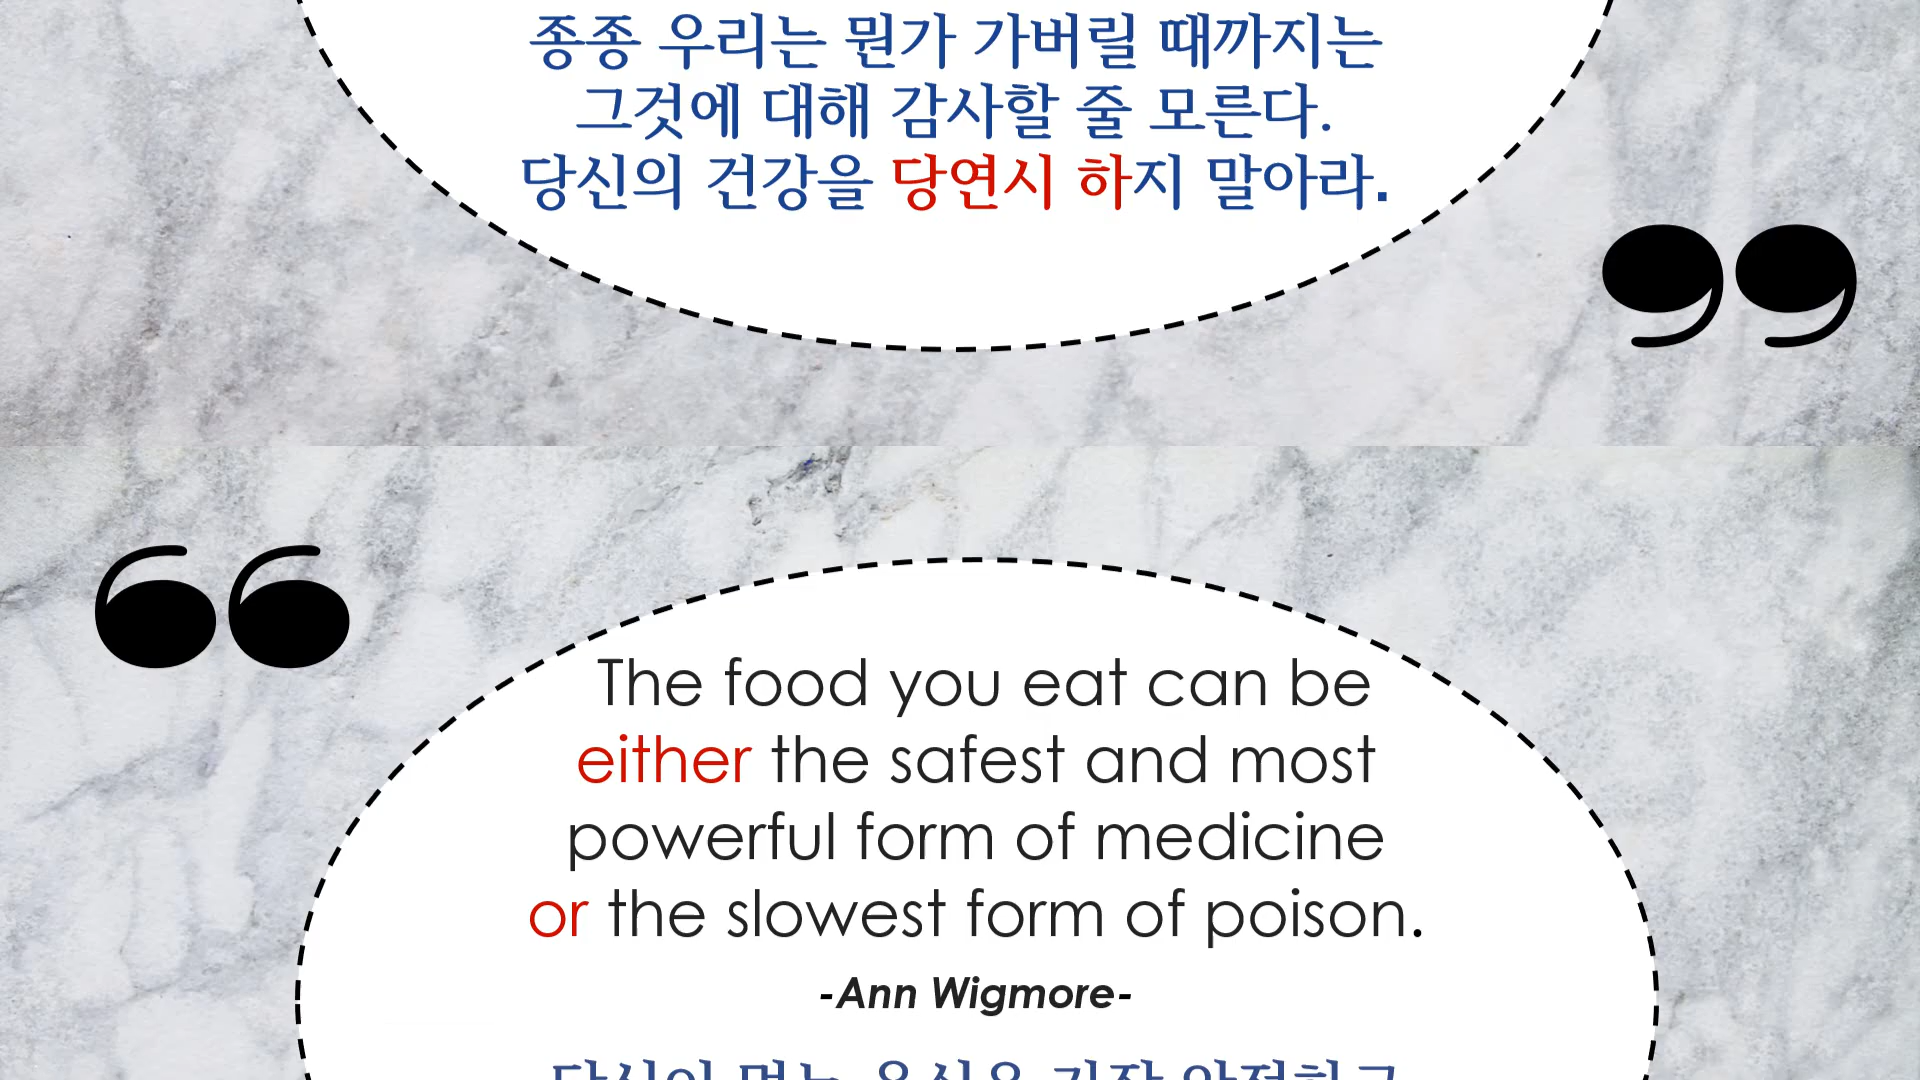 종종 우리는 뭔가 가버릴 때까지는
그것에 대해 감사할 줄 모른다.
당신의 건강을 당연시 하지 말아라.
The food you eat can be
either the safest and most
powerful form of medicine
or the slowest form of poison.
-Ann Wigmore-